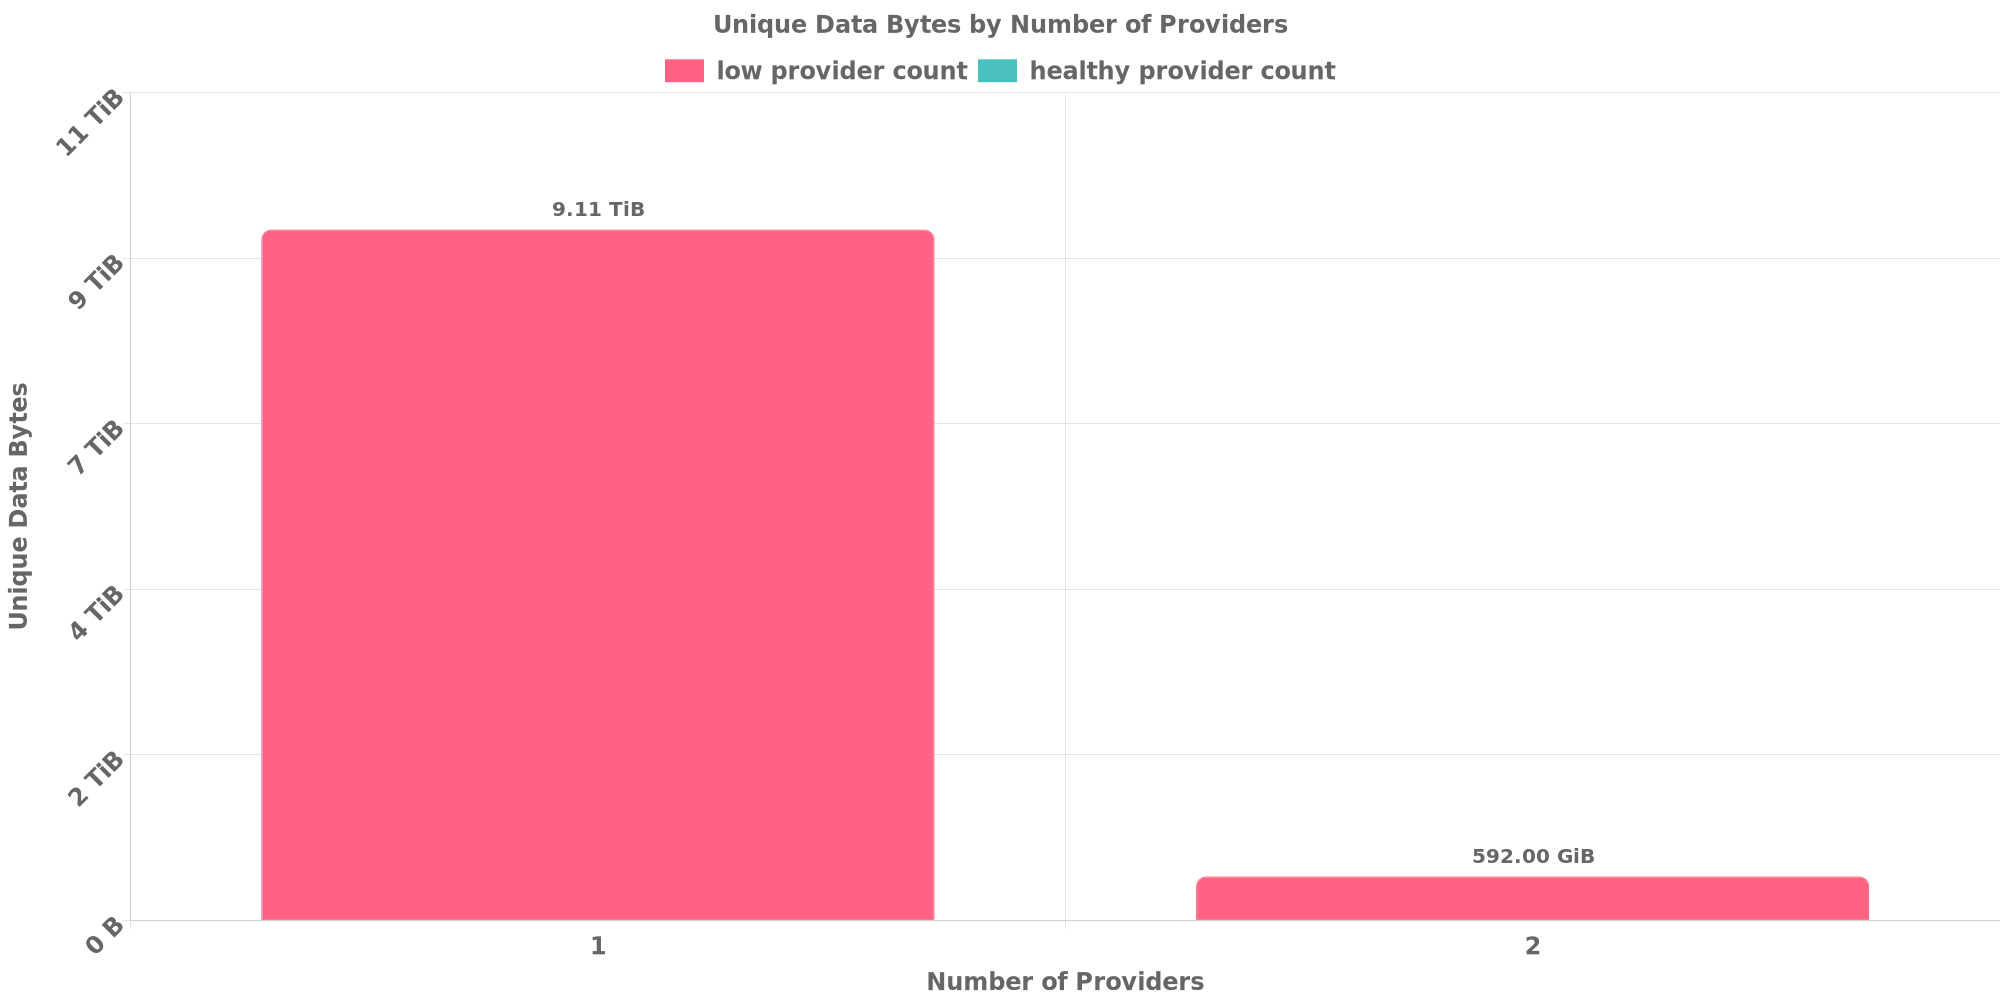 Unique Data Bytes by Number of Providers
low provider count
healthy provider count
11 TiB
9 TiB
7 TiB
4 TiB
2 TiB
0 B
Unique Data Bytes
9.11 TiB
592.00 GiB
1
2
Number of Providers